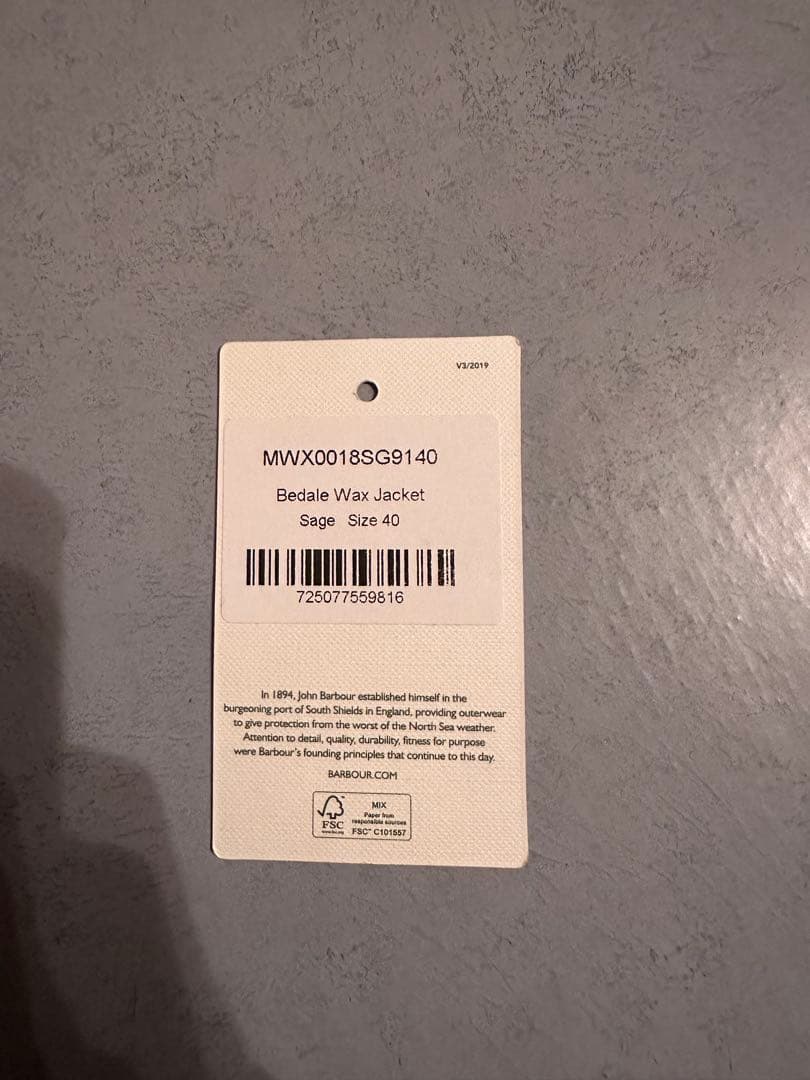 V3/2019
MWX0018SG9140
Bedale Wax Jacket
Sage Size 40
725077559816
In 1894, John Barbour established himself in the
burgeoning port of South Shields in England, providing outerwear
to give protection from the worst of the North Sea weather.
Attention to detail, quality, durability, fitness for purpose
were Barbour's founding principles that continue to this day.
BARBOUR.COM
MIX
Paper from
responsible sources
FSC
www.fsc.org
FSC™ C101557